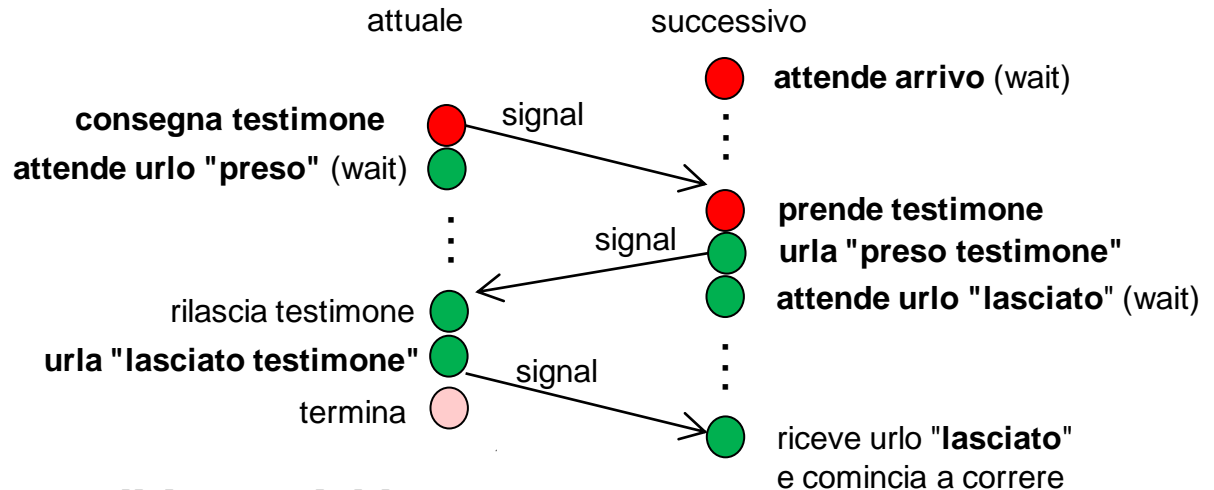 attuale
successivo
attende arrivo (wait)
consegna testimone
signal
attende urlo "preso" (wait)
prende testimone
signal
urla "preso testimone"
attende urlo "lasciato" (wait)
rilascia testimone
urla "lasciato testimone"
signal
termina
riceve urlo "lasciato"
e comincia a correre